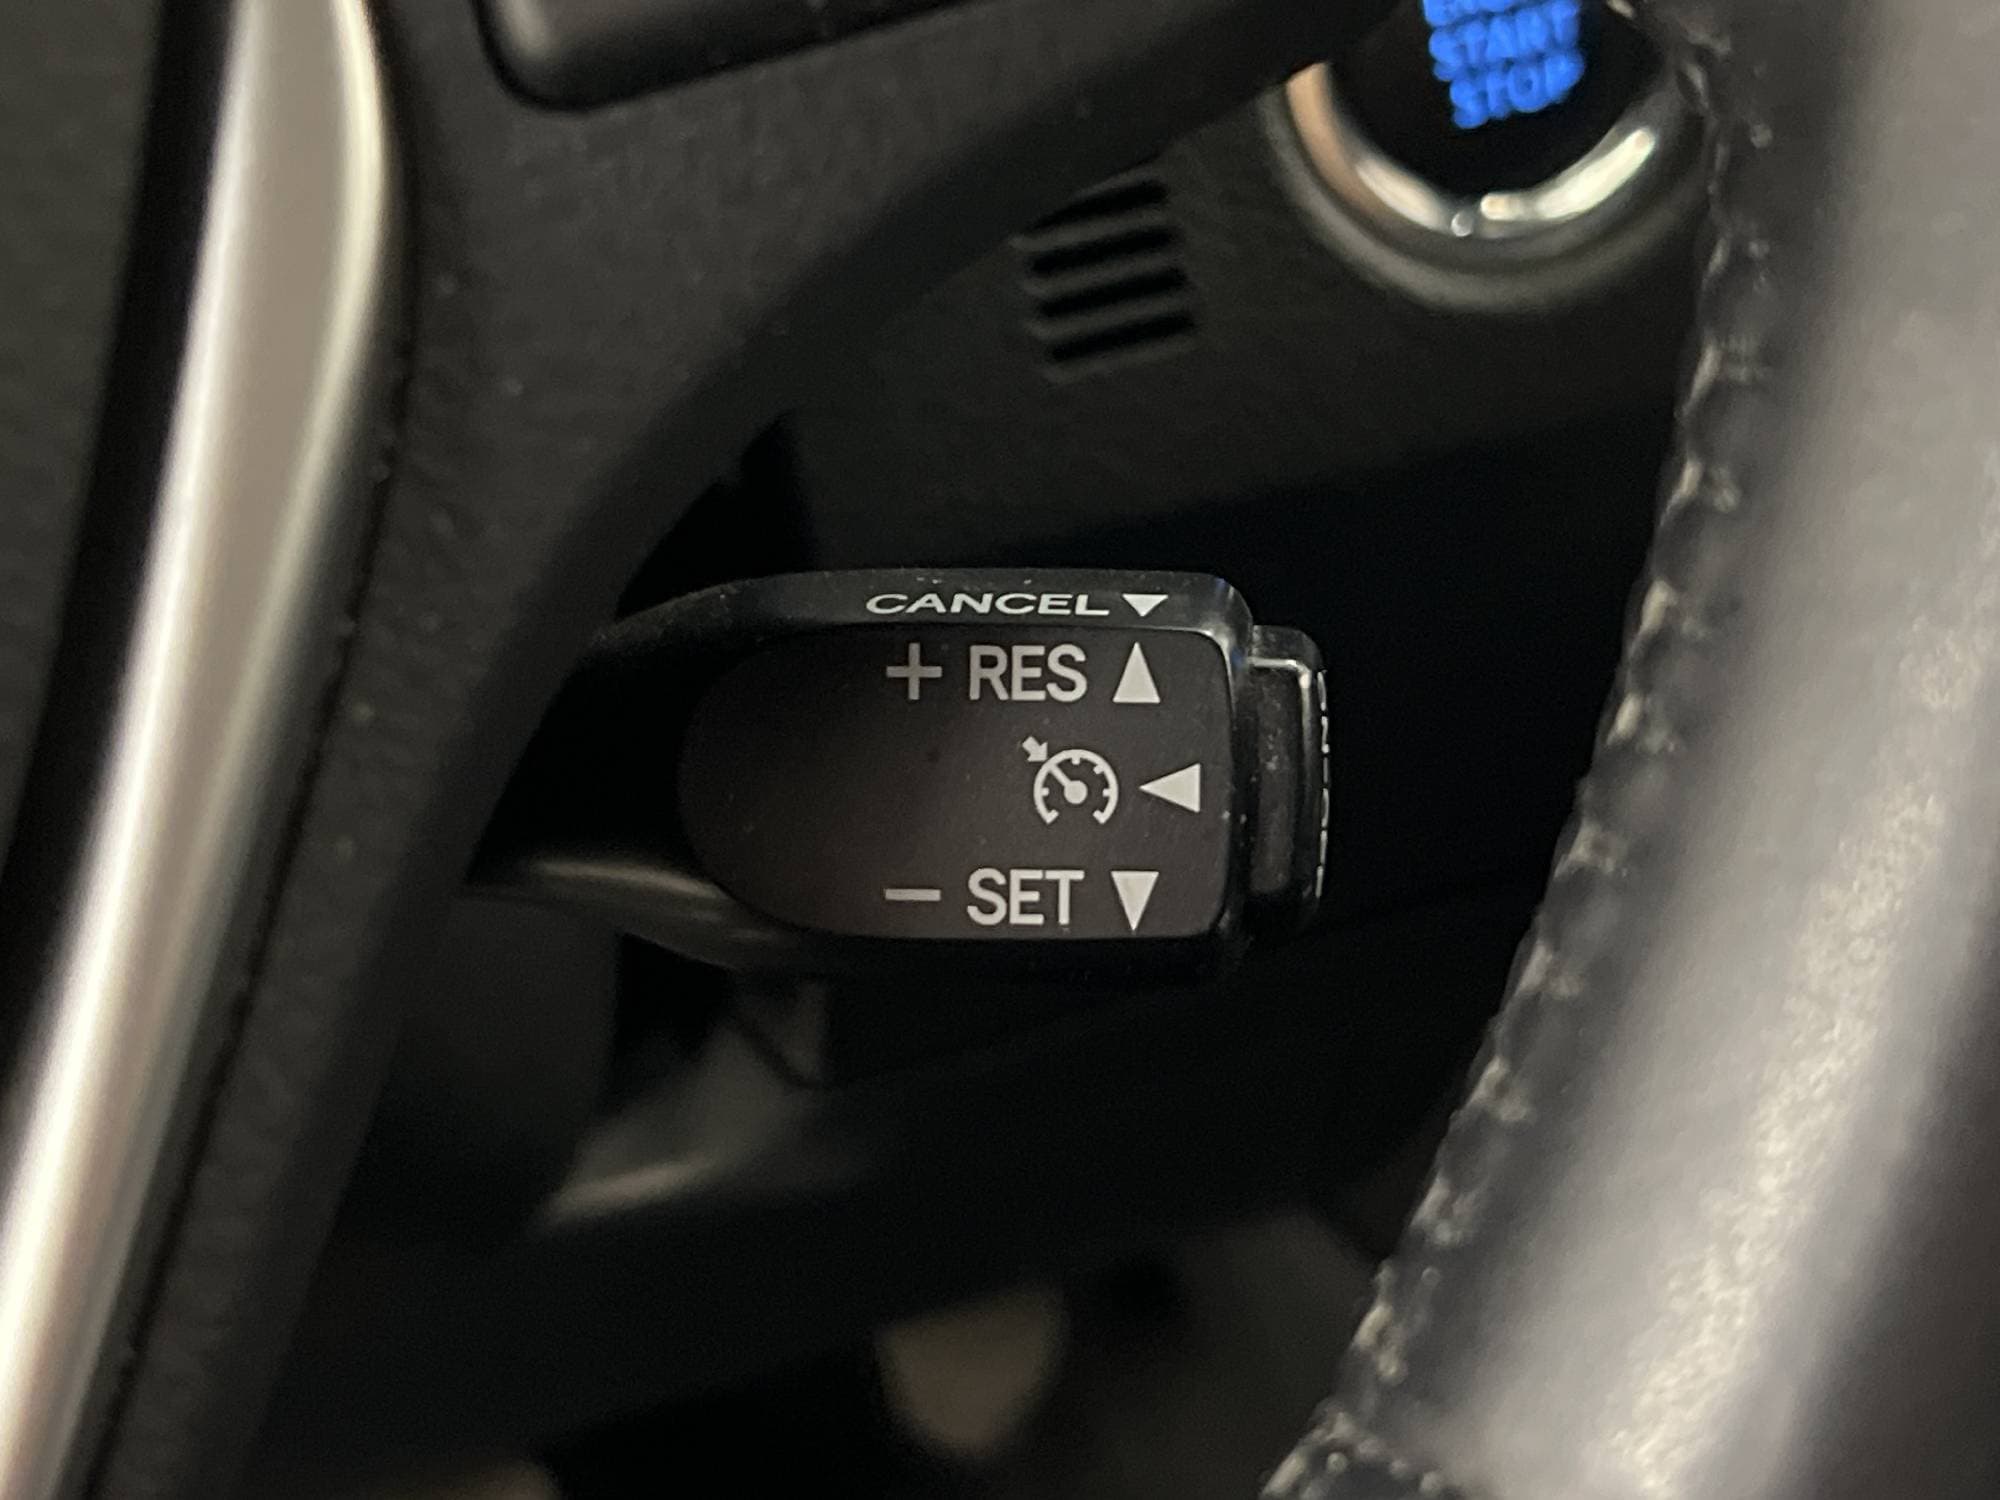 START
STOP
CANCEL ▼
+ RES ▲
◀
− SET ▼